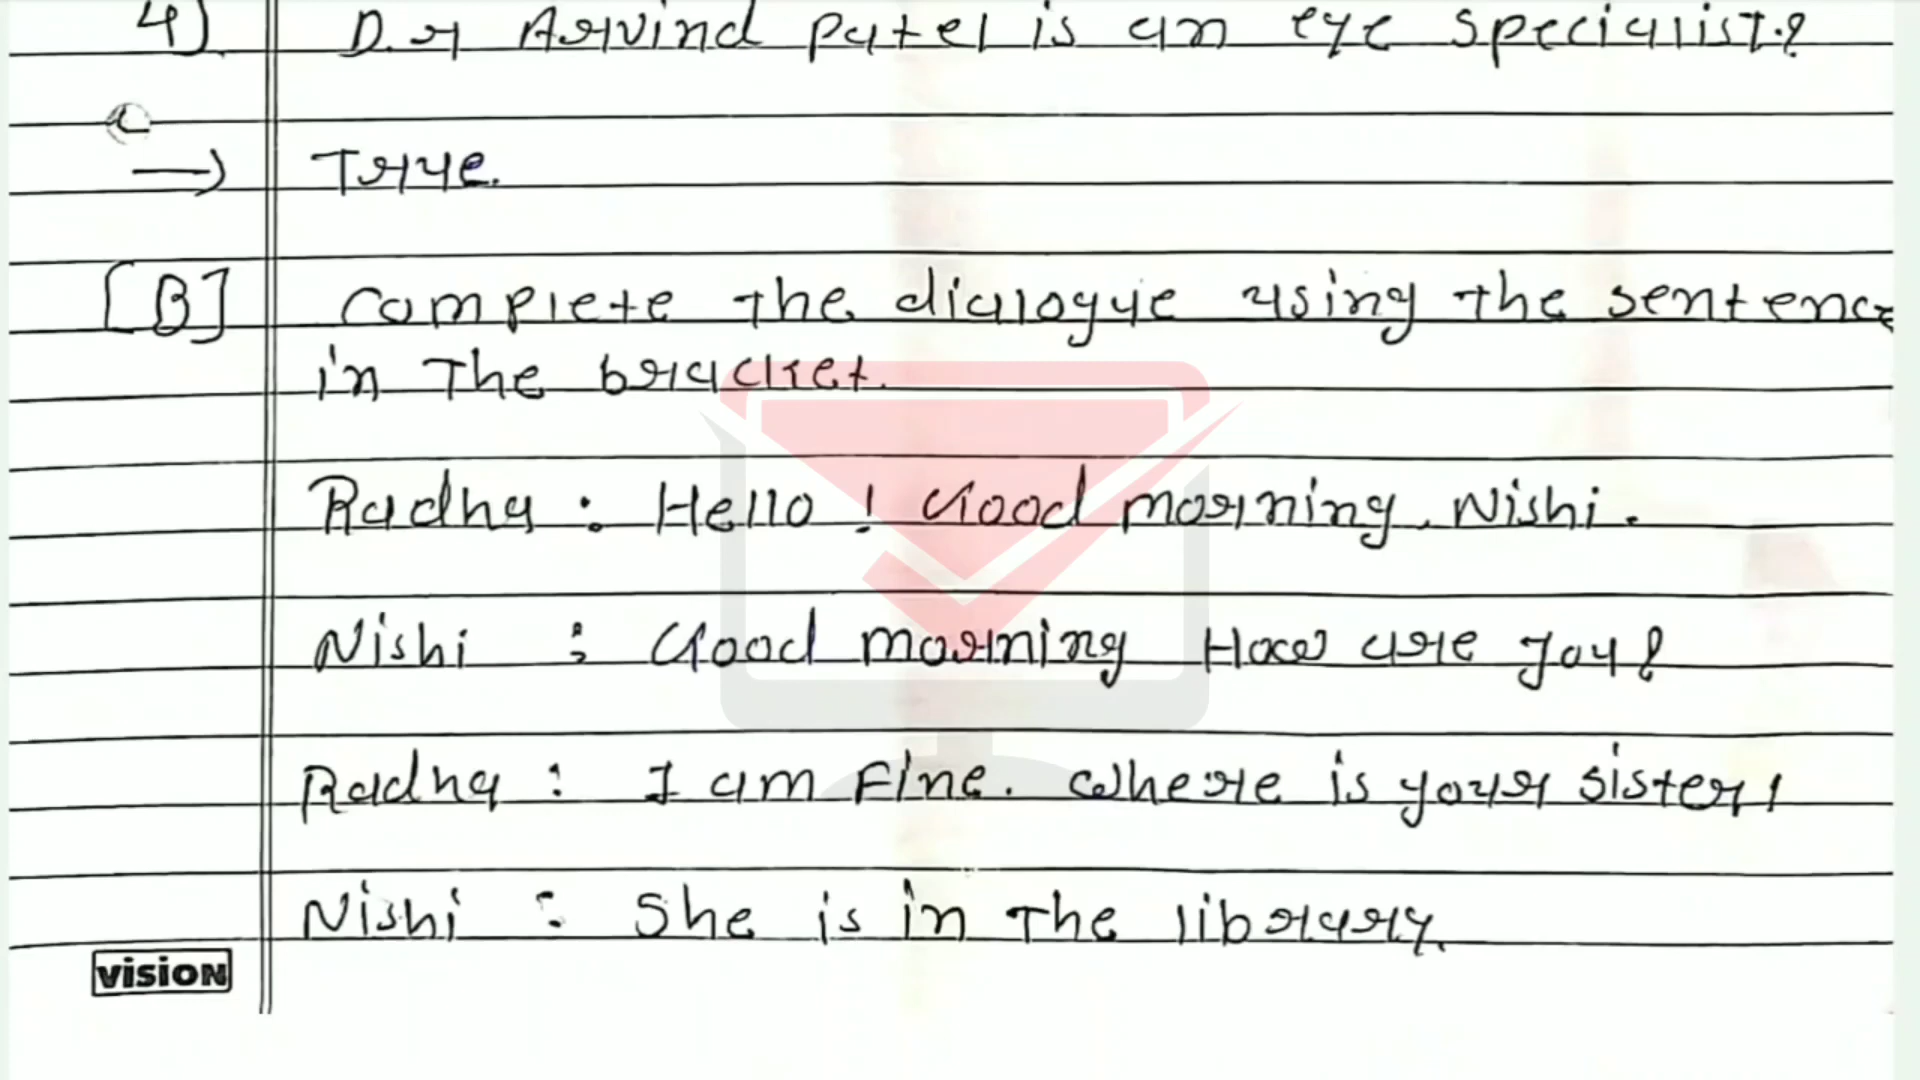 4) D.r Arvind Patel is an eye specialist.?
→ True.
[B] Complete the dialogue using the sentence
in The bracket.
Radha : Hello ! Good morning. Nishi.
Nishi : Good morning How are you?
Radha : I am Fine. Where is your sister!
Nishi : She is in The library.
vision